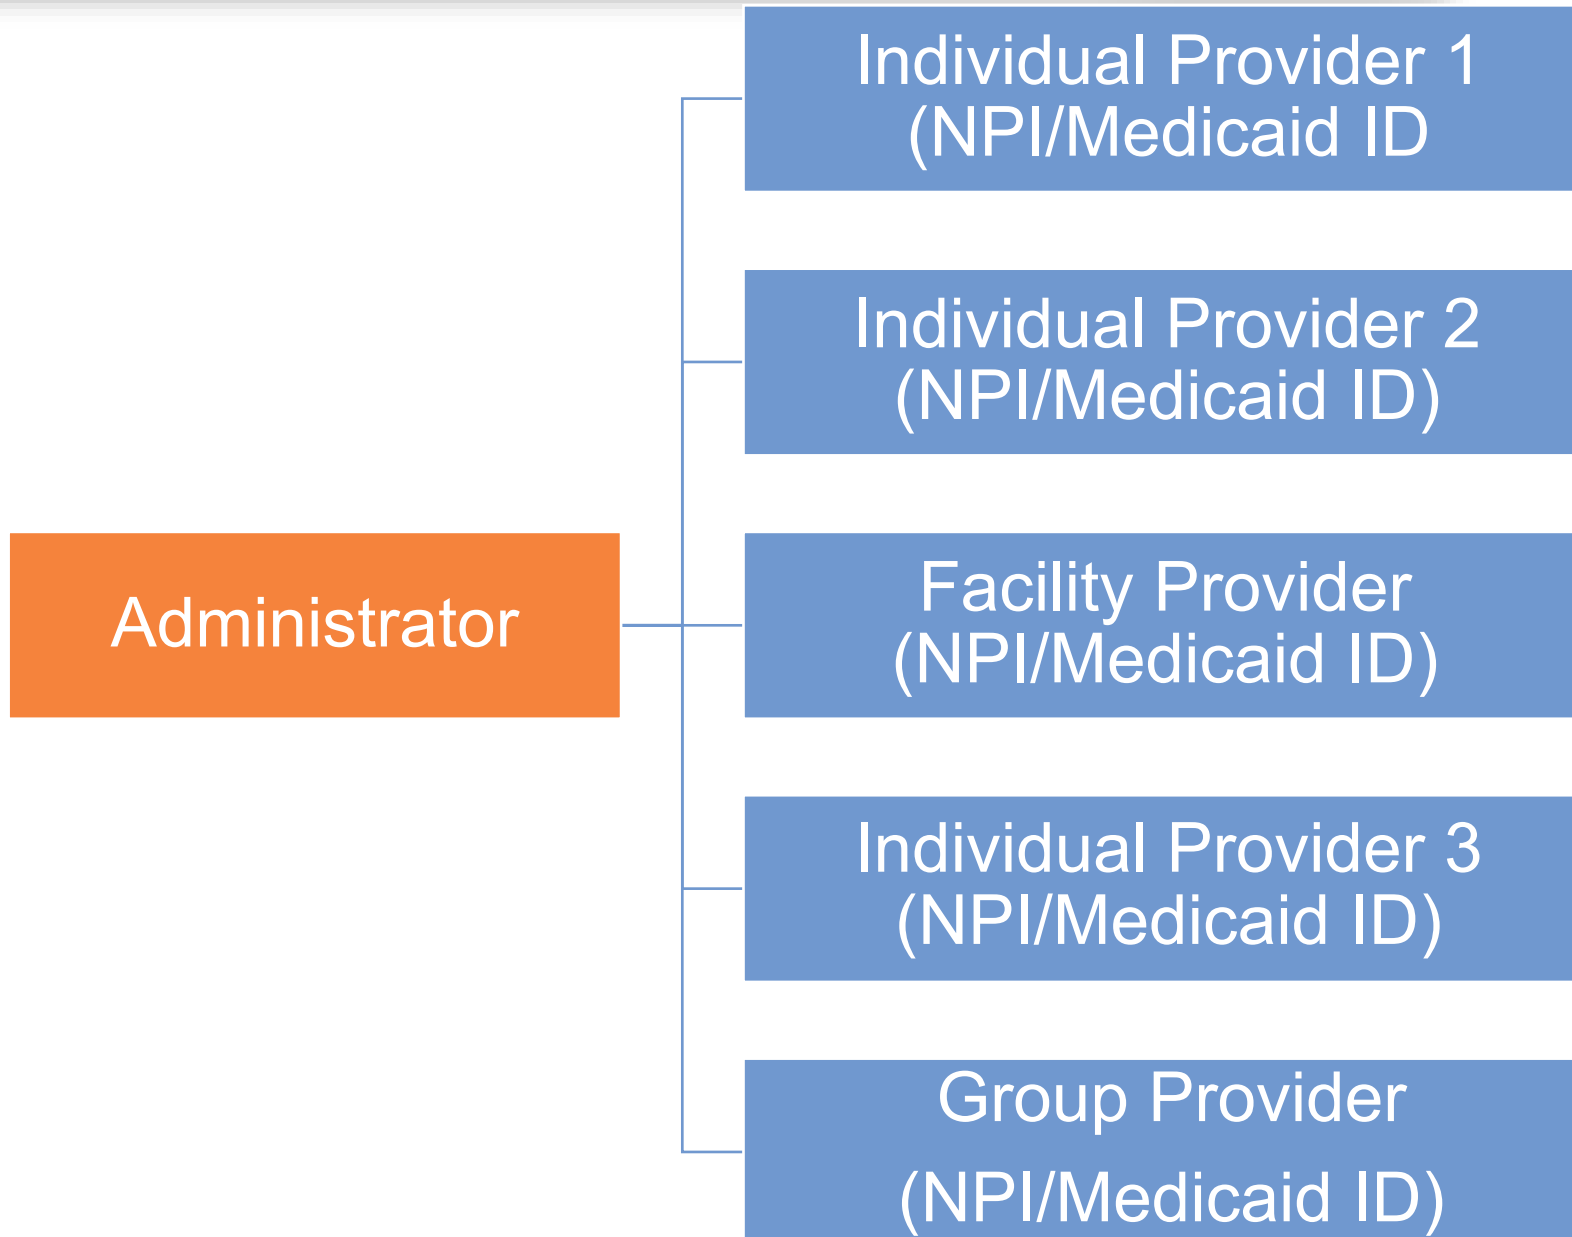 Individual Provider 1
(NPI/Medicaid ID
Individual Provider 2
(NPI/Medicaid ID)
Administrator
Facility Provider
(NPI/Medicaid ID)
Individual Provider 3
(NPI/Medicaid ID)
Group Provider
(NPI/Medicaid ID)